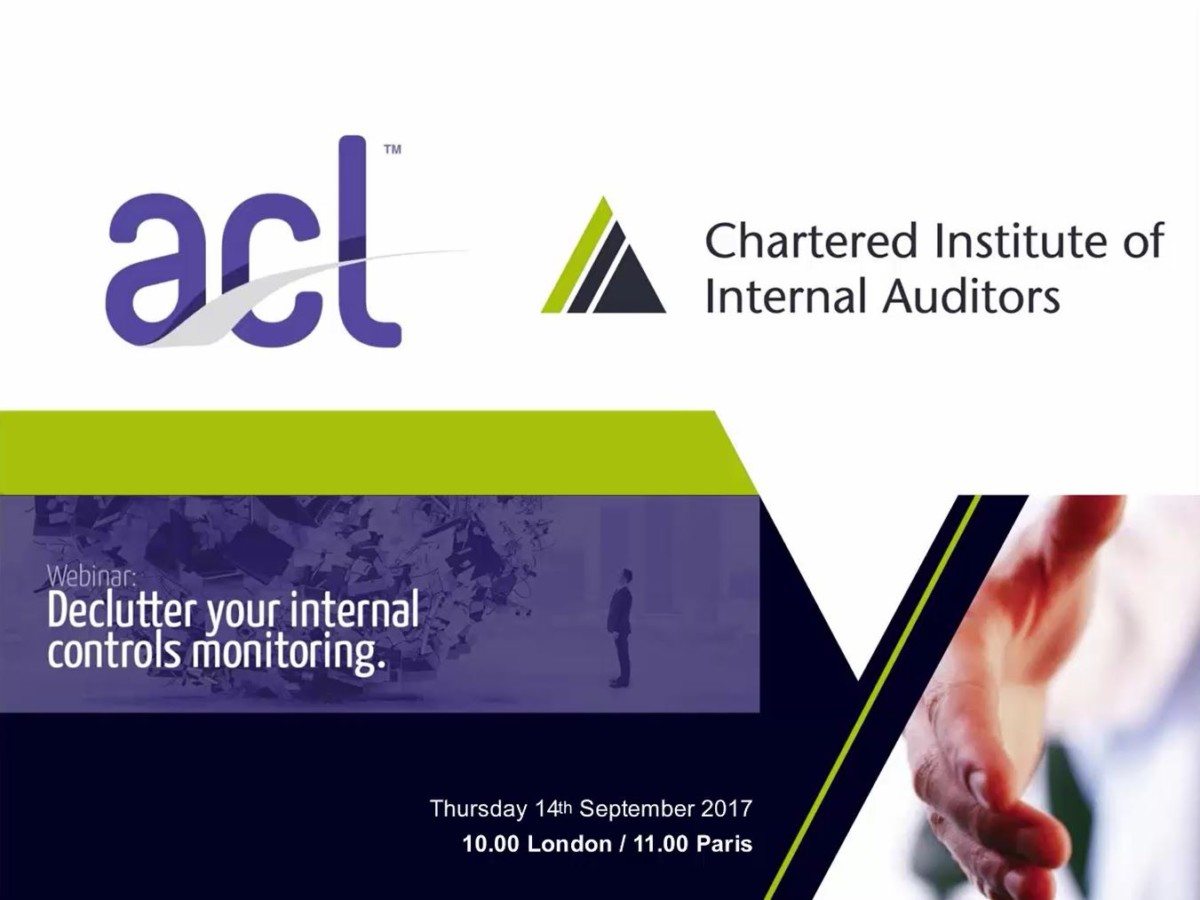 acl™
Chartered Institute of
Internal Auditors
Webinar:
Declutter your internal
controls monitoring.
Thursday 14th September 2017
10.00 London / 11.00 Paris